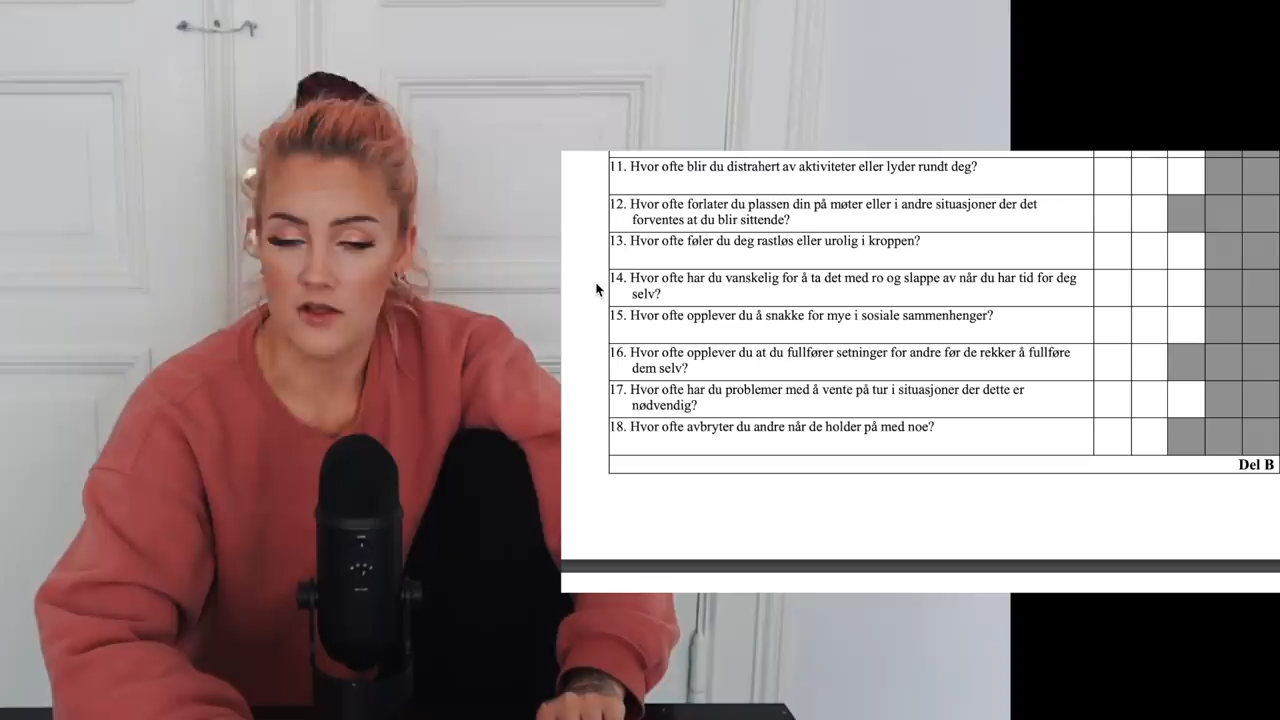 11. Hvor ofte blir du distrahert av aktiviteter eller lyder rundt deg?
12. Hvor ofte forlater du plassen din på møter eller i andre situasjoner der det
forventes at du blir sittende?
13. Hvor ofte føler du deg rastløs eller urolig i kroppen?
14. Hvor ofte har du vanskelig for å ta det med ro og slappe av når du har tid for deg
selv?
15. Hvor ofte opplever du å snakke for mye i sosiale sammenhenger?
16. Hvor ofte opplever du at du fullfører setninger for andre før de rekker å fullføre
dem selv?
17. Hvor ofte har du problemer med å vente på tur i situasjoner der dette er
nødvendig?
18. Hvor ofte avbryter du andre når de holder på med noe?
Del B